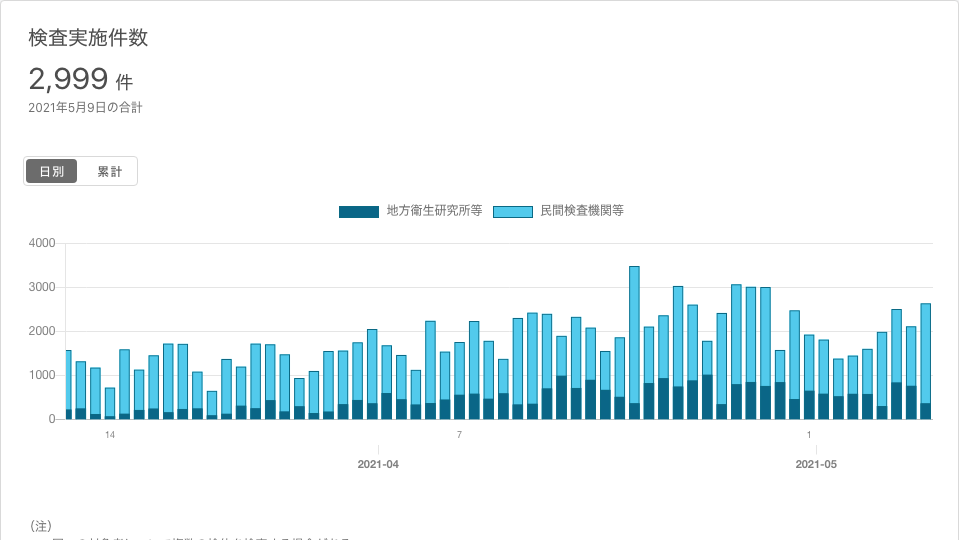 検査実施件数
2,999 件
2021年5月9日の合計
日別 累計
地方衛生研究所等 民間検査機関等
4000
3000
2000
1000
0
14 7 1
2021-04 2021-05
（注）